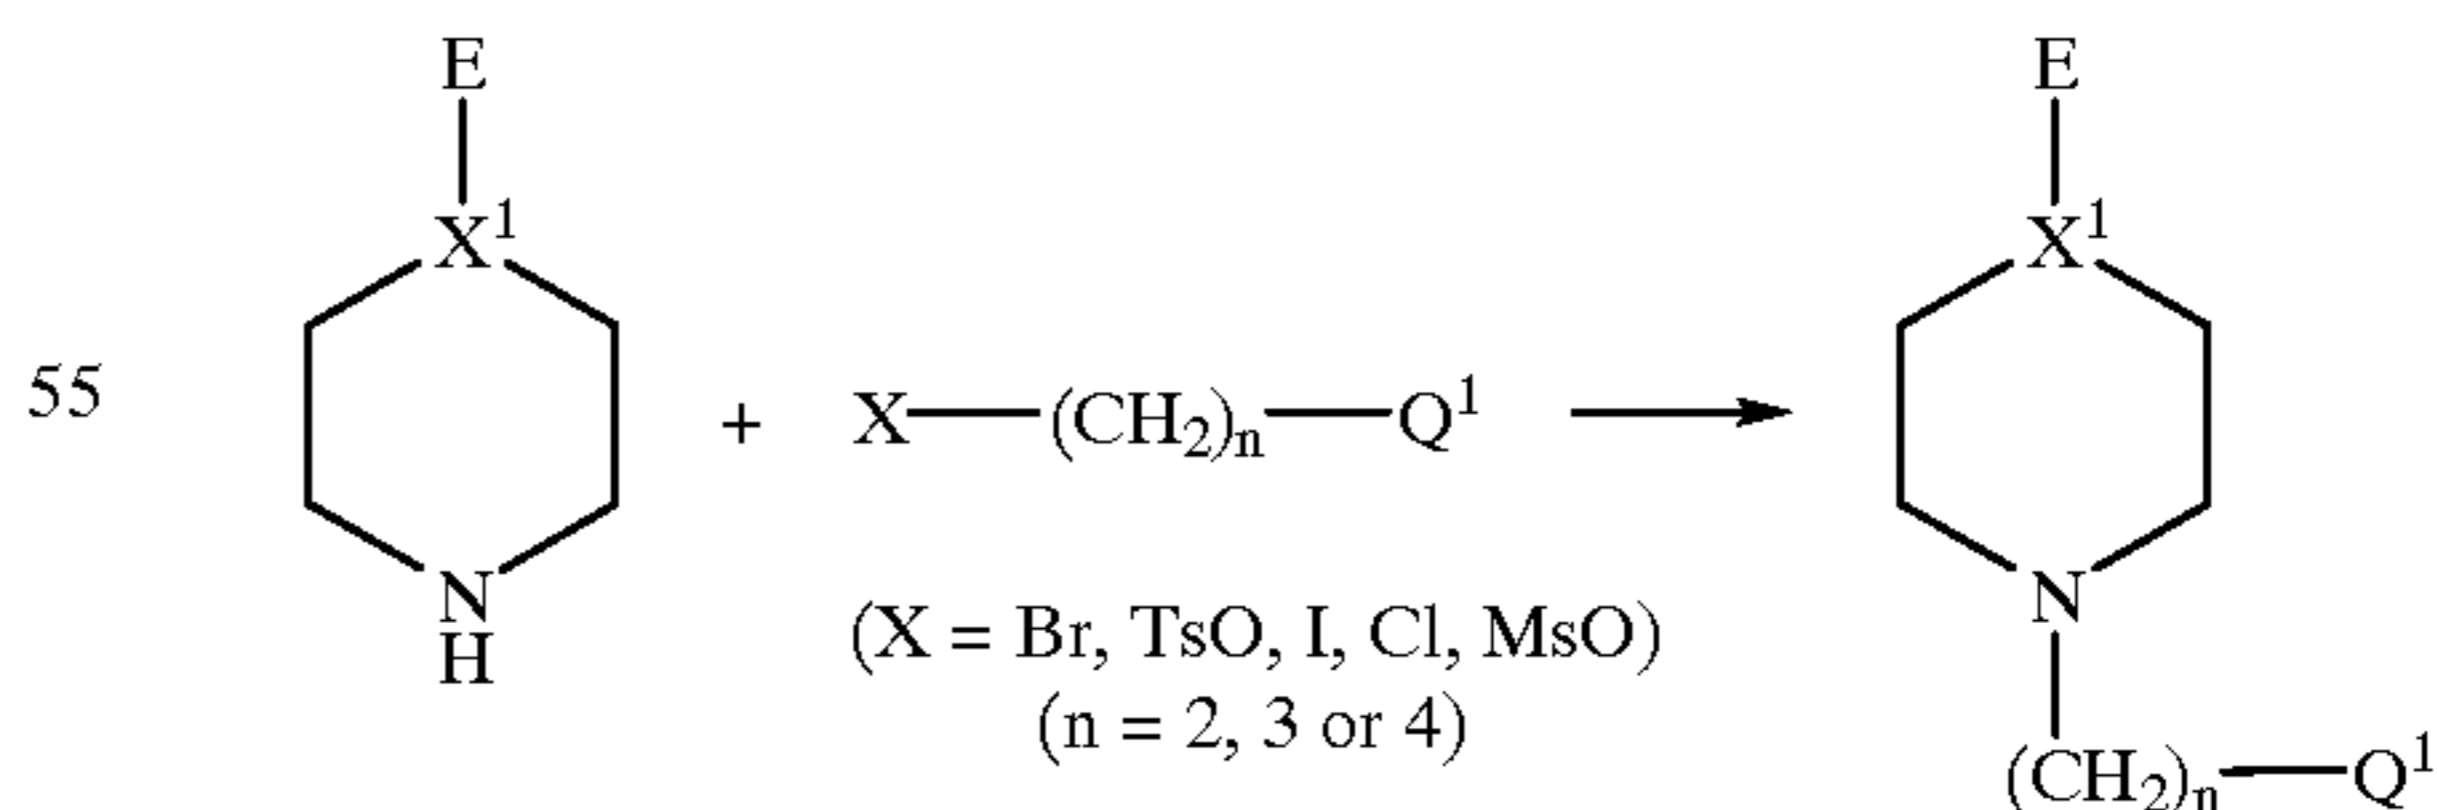 E E
X¹ X¹
55 + X—(CH₂)ₙ—Q¹
N N
H
(X = Br, TsO, I, Cl, MsO)
(n = 2, 3 or 4)
(CH₂)ₙ—Q¹